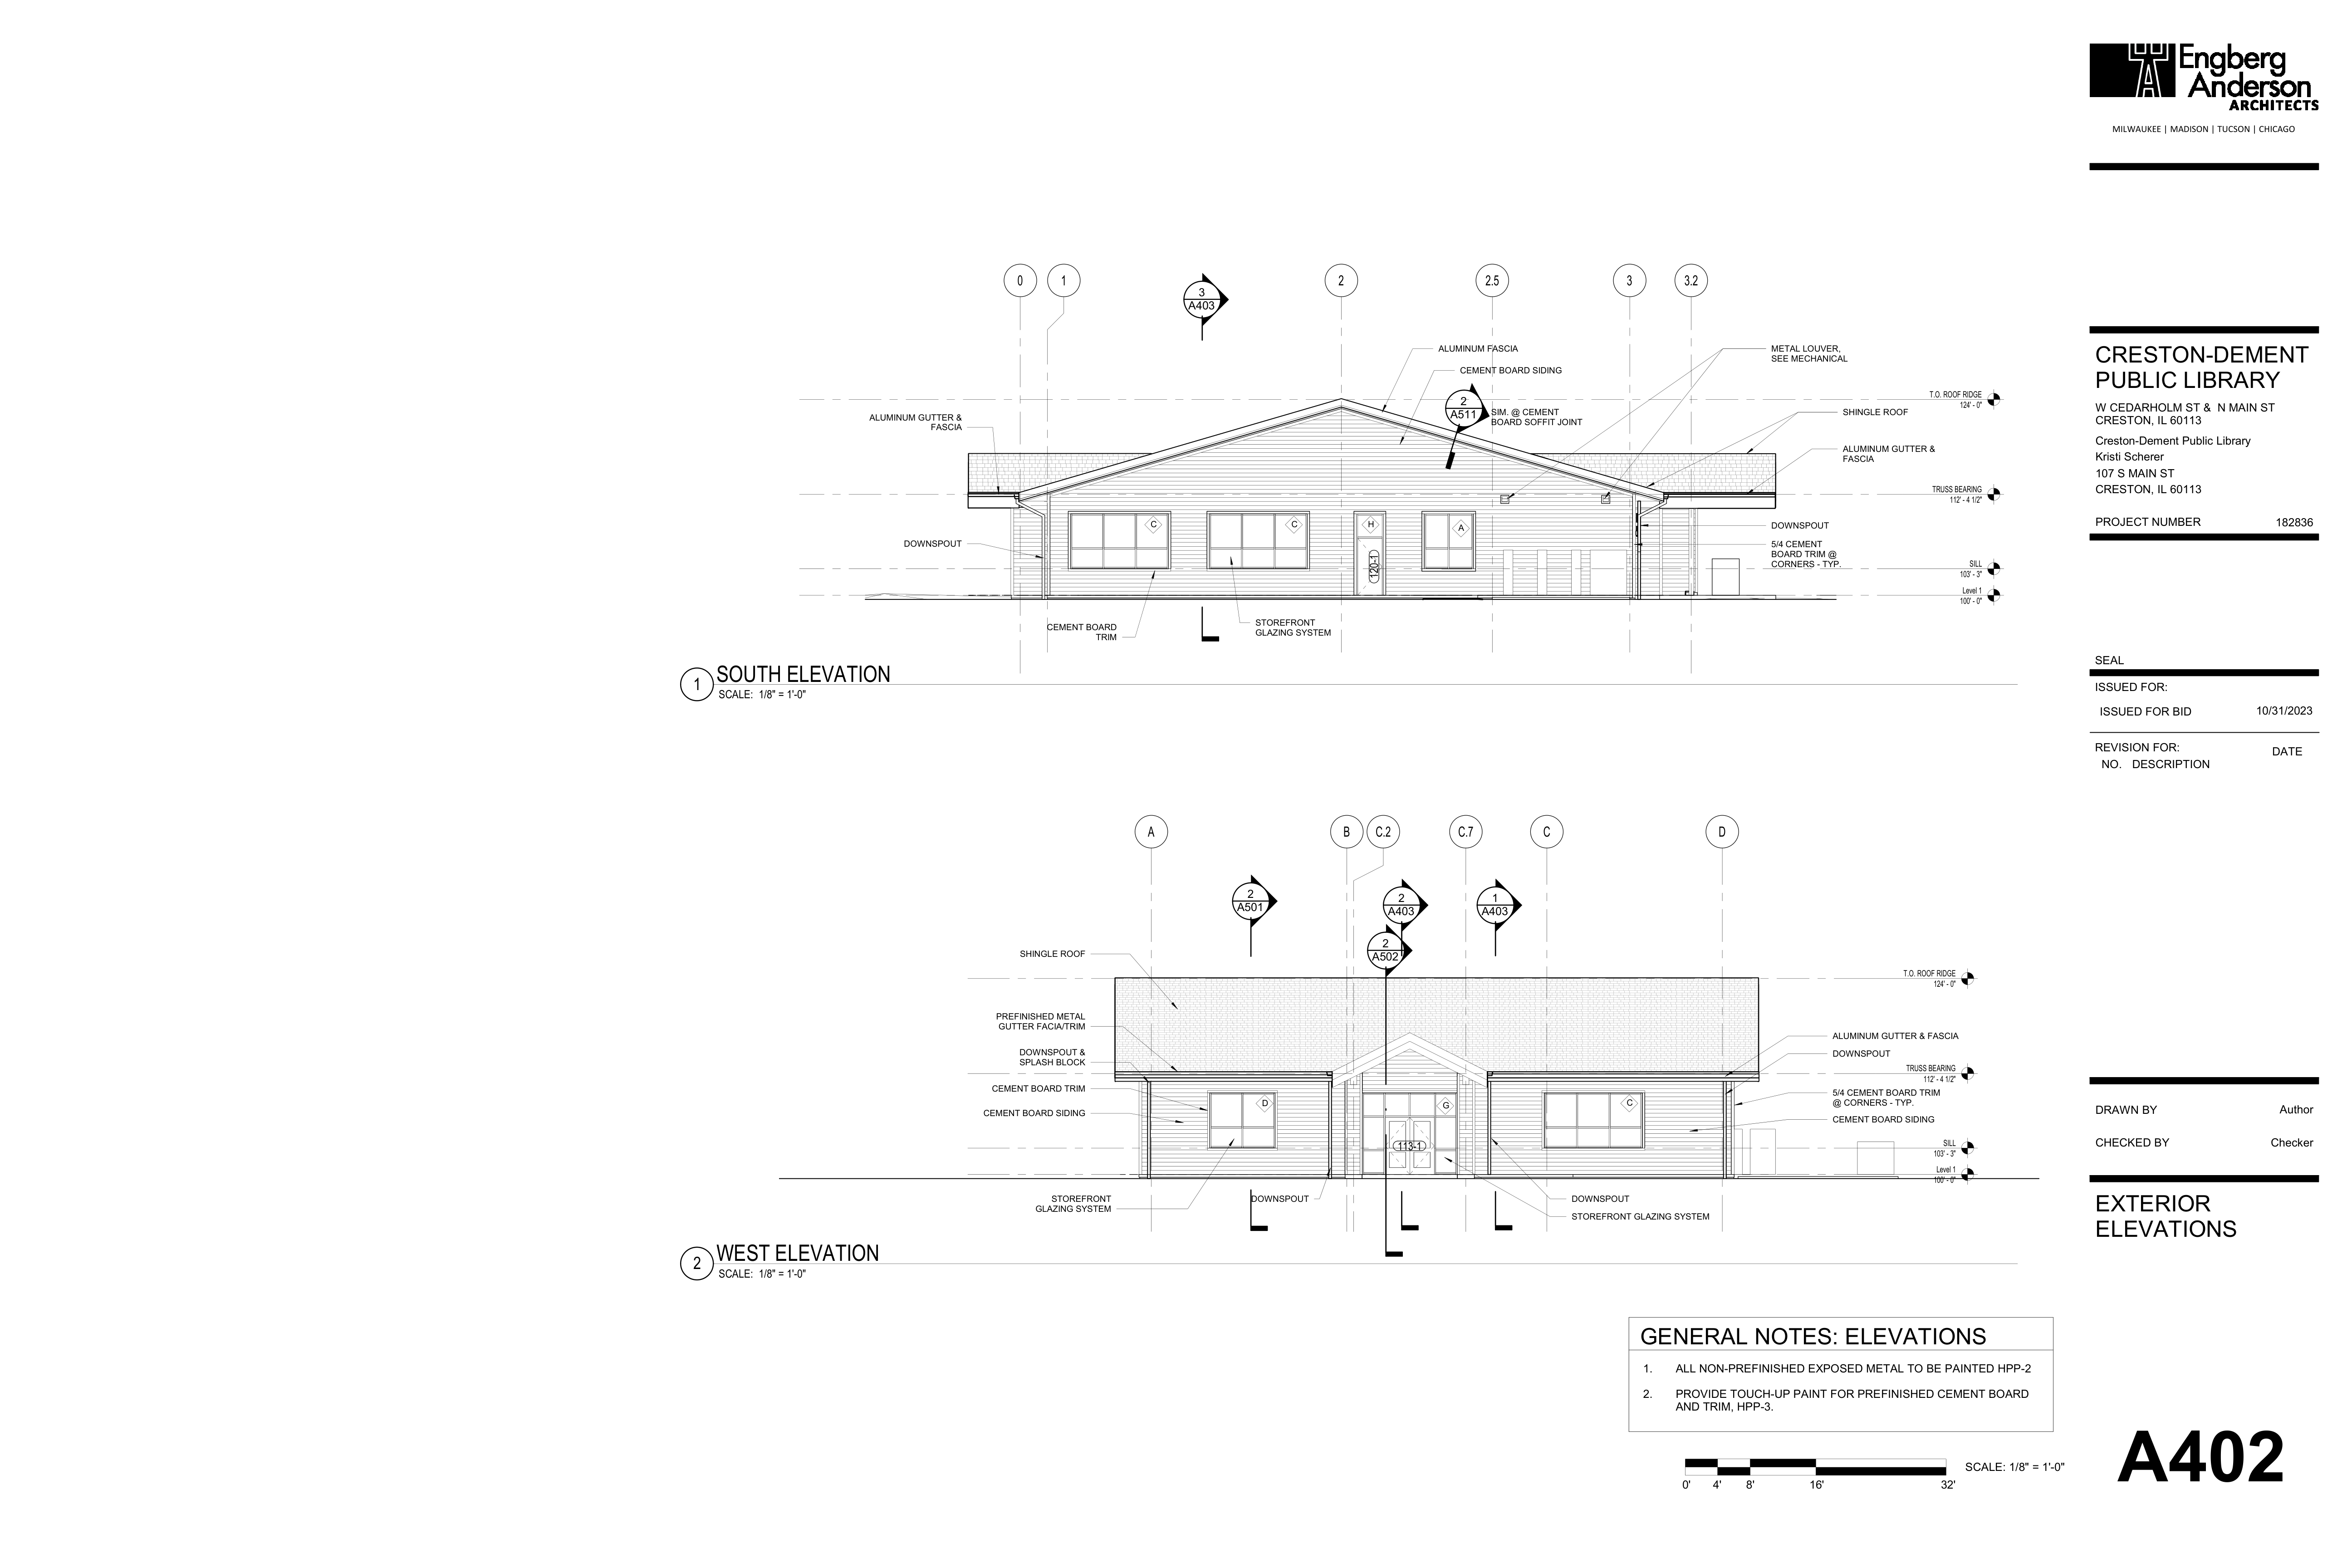 Engberg
Anderson
ARCHITECTS
MILWAUKEE | MADISON | TUCSON | CHICAGO
CRESTON-DEMENT
PUBLIC LIBRARY
W CEDARHOLM ST & N MAIN ST
CRESTON, IL 60113
Creston-Dement Public Library
Kristi Scherer
107 S MAIN ST
CRESTON, IL 60113
PROJECT NUMBER 182836
SEAL
ISSUED FOR:
ISSUED FOR BID 10/31/2023
REVISION FOR:
DATE
NO. DESCRIPTION
DRAWN BY Author
CHECKED BY Checker
EXTERIOR
ELEVATIONS
A402
0 1 2 2.5 3 3.2
3
A403
ALUMINUM FASCIA
CEMENT BOARD SIDING
METAL LOUVER,
SEE MECHANICAL
2
A511
SIM. @ CEMENT
BOARD SOFFIT JOINT
T.O. ROOF RIDGE
124' - 0"
SHINGLE ROOF
ALUMINUM GUTTER &
FASCIA
ALUMINUM GUTTER &
FASCIA
TRUSS BEARING
112' - 4 1/2"
C
C
H
A
120-1
DOWNSPOUT
DOWNSPOUT
5/4 CEMENT
BOARD TRIM @
CORNERS - TYP.
SILL
103' - 3"
Level 1
100' - 0"
CEMENT BOARD
TRIM
STOREFRONT
GLAZING SYSTEM
1
SOUTH ELEVATION
SCALE: 1/8" = 1'-0"
A B C.2 C.7 C D
2
A501
2
A403
1
A403
2
A502
SHINGLE ROOF
T.O. ROOF RIDGE
124' - 0"
PREFINISHED METAL
GUTTER FACIA/TRIM
DOWNSPOUT &
SPLASH BLOCK
CEMENT BOARD TRIM
CEMENT BOARD SIDING
ALUMINUM GUTTER & FASCIA
DOWNSPOUT
TRUSS BEARING
112' - 4 1/2"
5/4 CEMENT BOARD TRIM
@ CORNERS - TYP.
CEMENT BOARD SIDING
D
G
C
113-1
SILL
103' - 3"
Level 1
100' - 0"
STOREFRONT
GLAZING SYSTEM
DOWNSPOUT
DOWNSPOUT
STOREFRONT GLAZING SYSTEM
2
WEST ELEVATION
SCALE: 1/8" = 1'-0"
GENERAL NOTES: ELEVATIONS
1. ALL NON-PREFINISHED EXPOSED METAL TO BE PAINTED HPP-2
2. PROVIDE TOUCH-UP PAINT FOR PREFINISHED CEMENT BOARD
AND TRIM, HPP-3.
0' 4' 8' 16' 32'
SCALE: 1/8" = 1'-0"